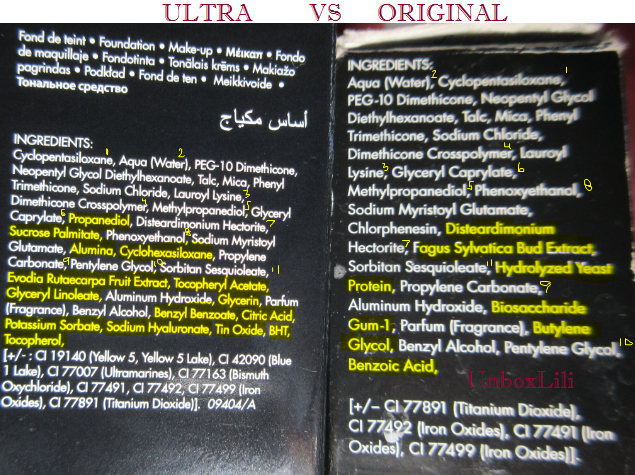 ULTRA VS ORIGINAL
Fond de teint • Foundation • Make-up • Мейкап • Fondo
de maquillaje • Fondotinta • Tonālais krēms • Makiažo
pagrindas • Podkład • Fond de ten • Meikkivoide •
Тональное средство
أساس مكياج
INGREDIENTS:
Cyclopentasiloxane, Aqua (Water), PEG-10 Dimethicone,
Neopentyl Glycol Diethylhexanoate, Talc, Mica, Phenyl
Trimethicone, Sodium Chloride, Lauroyl Lysine,
Dimethicone Crosspolymer, Methylpropanediol, Glyceryl
Caprylate, Propanediol, Disteardimonium Hectorite,
Sucrose Palmitate, Phenoxyethanol, Sodium Myristoyl
Glutamate, Alumina, Cyclohexasiloxane, Propylene
Carbonate, Pentylene Glycol, Sorbitan Sesquioleate,
Evodia Rutaecarpa Fruit Extract, Tocopheryl Acetate,
Glyceryl Linoleate, Aluminum Hydroxide, Glycerin, Parfum
(Fragrance), Benzyl Alcohol, Benzyl Benzoate, Citric Acid,
Potassium Sorbate, Sodium Hyaluronate, Tin Oxide, BHT,
Tocopherol,
[+/- : CI 19140 (Yellow 5, Yellow 5 Lake), CI 42090 (Blue
1 Lake), CI 77007 (Ultramarines), CI 77163 (Bismuth
Oxychloride), CI 77491, CI 77492, CI 77499 (Iron
Oxides), CI 77891 (Titanium Dioxide)]. 09404/A
INGREDIENTS:
Aqua (Water), Cyclopentasiloxane,
PEG-10 Dimethicone, Neopentyl Glycol
Diethylhexanoate, Talc, Mica, Phenyl
Trimethicone, Sodium Chloride,
Dimethicone Crosspolymer, Lauroyl
Lysine, Glyceryl Caprylate,
Methylpropanediol, Phenoxyethanol,
Sodium Myristoyl Glutamate,
Chlorphenesin, Disteardimonium
Hectorite, Fagus Sylvatica Bud Extract,
Sorbitan Sesquioleate, Hydrolyzed Yeast
Protein, Propylene Carbonate,
Aluminum Hydroxide, Biosaccharide
Gum-1, Parfum (Fragrance), Butylene
Glycol, Benzyl Alcohol, Pentylene Glycol,
Benzoic Acid,
UnboxLili
[+/– CI 77891 (Titanium Dioxide),
CI 77492 (Iron Oxides), CI 77491 (Iron
Oxides), CI 77499 (Iron Oxides)].